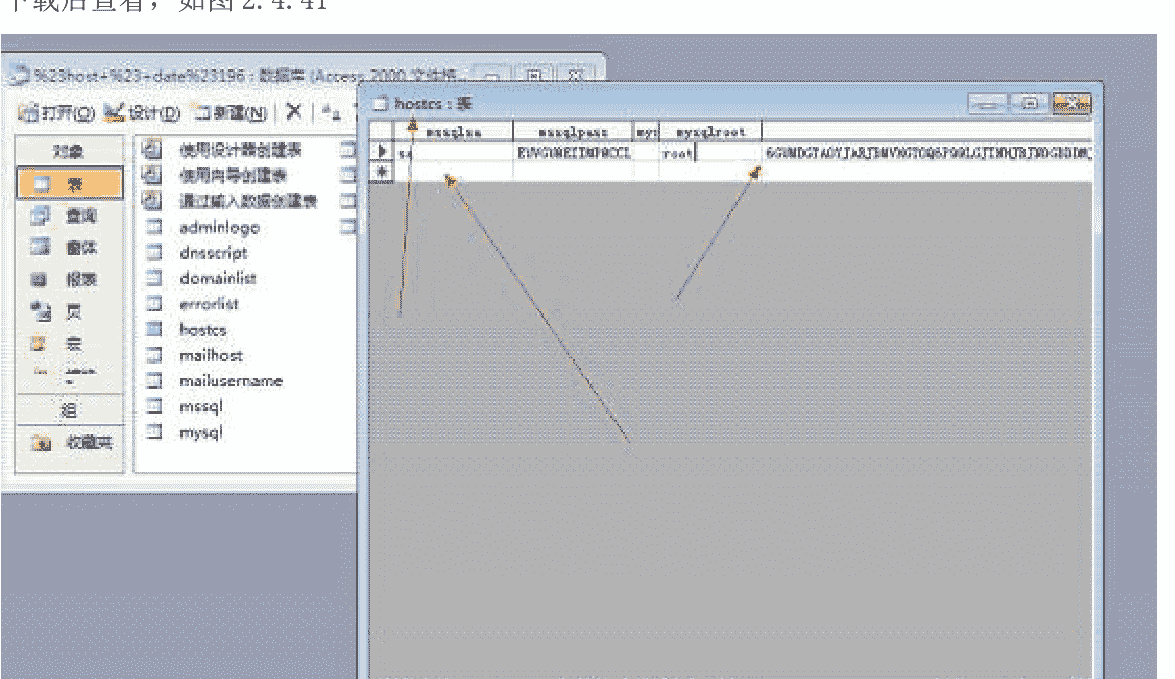 下载后查看，如图 2.4.41
%23host+%23+date%23196 : 数据库 (Access 2000 文件格
打开(O) 设计(D) 新建(N)
对象
表
查询
窗体
报表
页
宏
组
收藏夹
使用设计器创建表
使用向导创建表
通过输入数据创建表
adminlogo
dnsscript
domainlist
errorlist
hostcs
mailhost
mailusername
mssql
mysql
hostcs : 表
mssqlsa mssqlpass mys mysqlroot
sa root